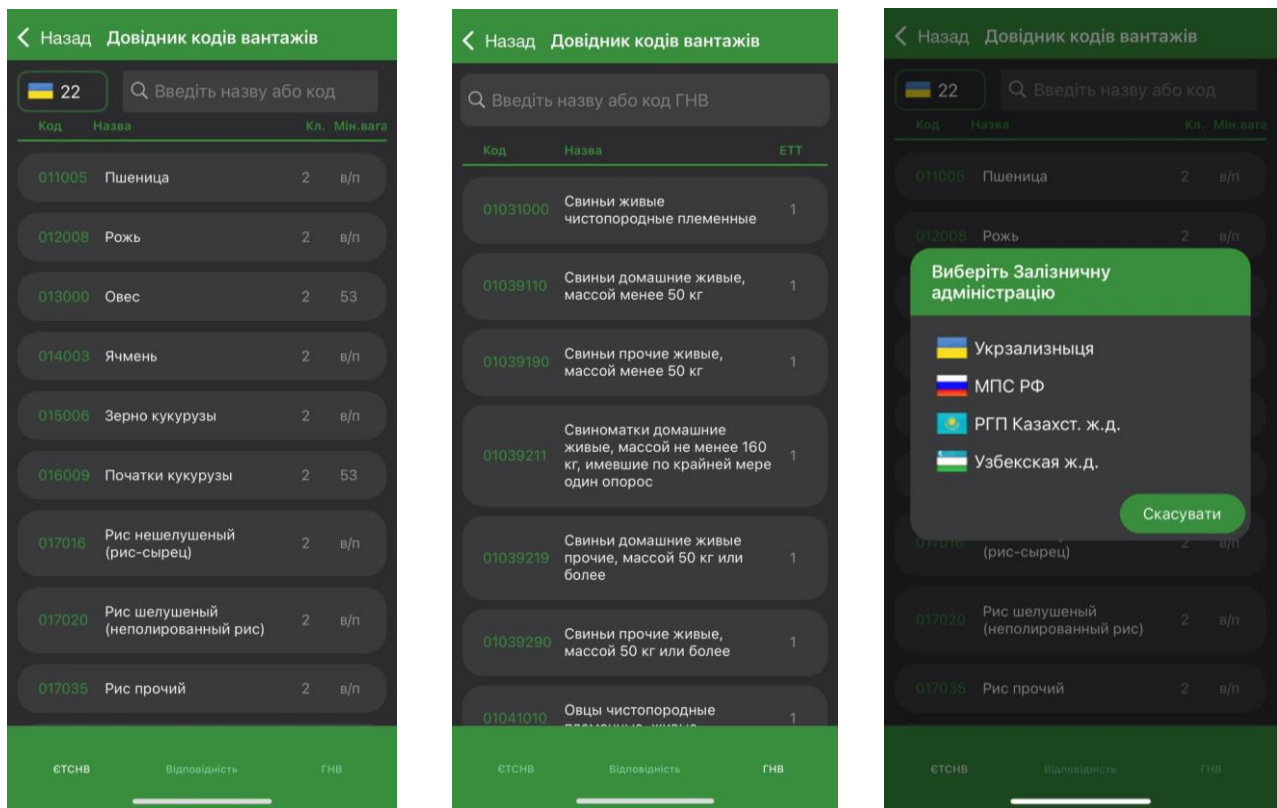 Назад Довідник кодів вантажів
22 Введіть назву або код
Код Назва Кл. Мін.вага
011005 Пшеница 2 в/п
012008 Рожь 2 в/п
013000 Овес 2 53
014003 Ячмень 2 в/п
015006 Зерно кукурузы 2 в/п
016009 Початки кукурузы 2 53
017016 Рис нешелушеный
(рис-сырец) 2 в/п
017020 Рис шелушеный
(неполированный рис) 2 в/п
017035 Рис прочий 2 в/п
ЄТСНВ Відповідність ГНВ
Назад Довідник кодів вантажів
Введіть назву або код ГНВ
Код Назва ЕТТ
01031000 Свиньи живые
чистопородные племенные 1
01039110 Свиньи домашние живые,
массой менее 50 кг 1
01039190 Свиньи прочие живые,
массой менее 50 кг 1
Свиноматки домашние
живые, массой не менее 160
01039211 кг, имевшие по крайней мере 1
один опорос
Свиньи домашние живые
01039219 прочие, массой 50 кг или 1
более
01039290 Свиньи прочие живые,
массой 50 кг или более 1
01041010 Овцы чистопородные 1
ЄТСНВ Відповідність ГНВ
Назад Довідник кодів вантажів
22 Введіть назву або код
Код Назва Кл. Мін.вага
011005 Пшеница 2 в/п
012008 Рожь 2 в/п
Виберіть Залізничну
адміністрацію
Укрзализныця
МПС РФ
РГП Казахст. ж.д.
Узбекская ж.д.
Скасувати
017016 (рис-сырец) 2 в/п
017020 Рис шелушеный
(неполированный рис) 2 в/п
017035 Рис прочий 2 в/п
ЄТСНВ Відповідність ГНВ